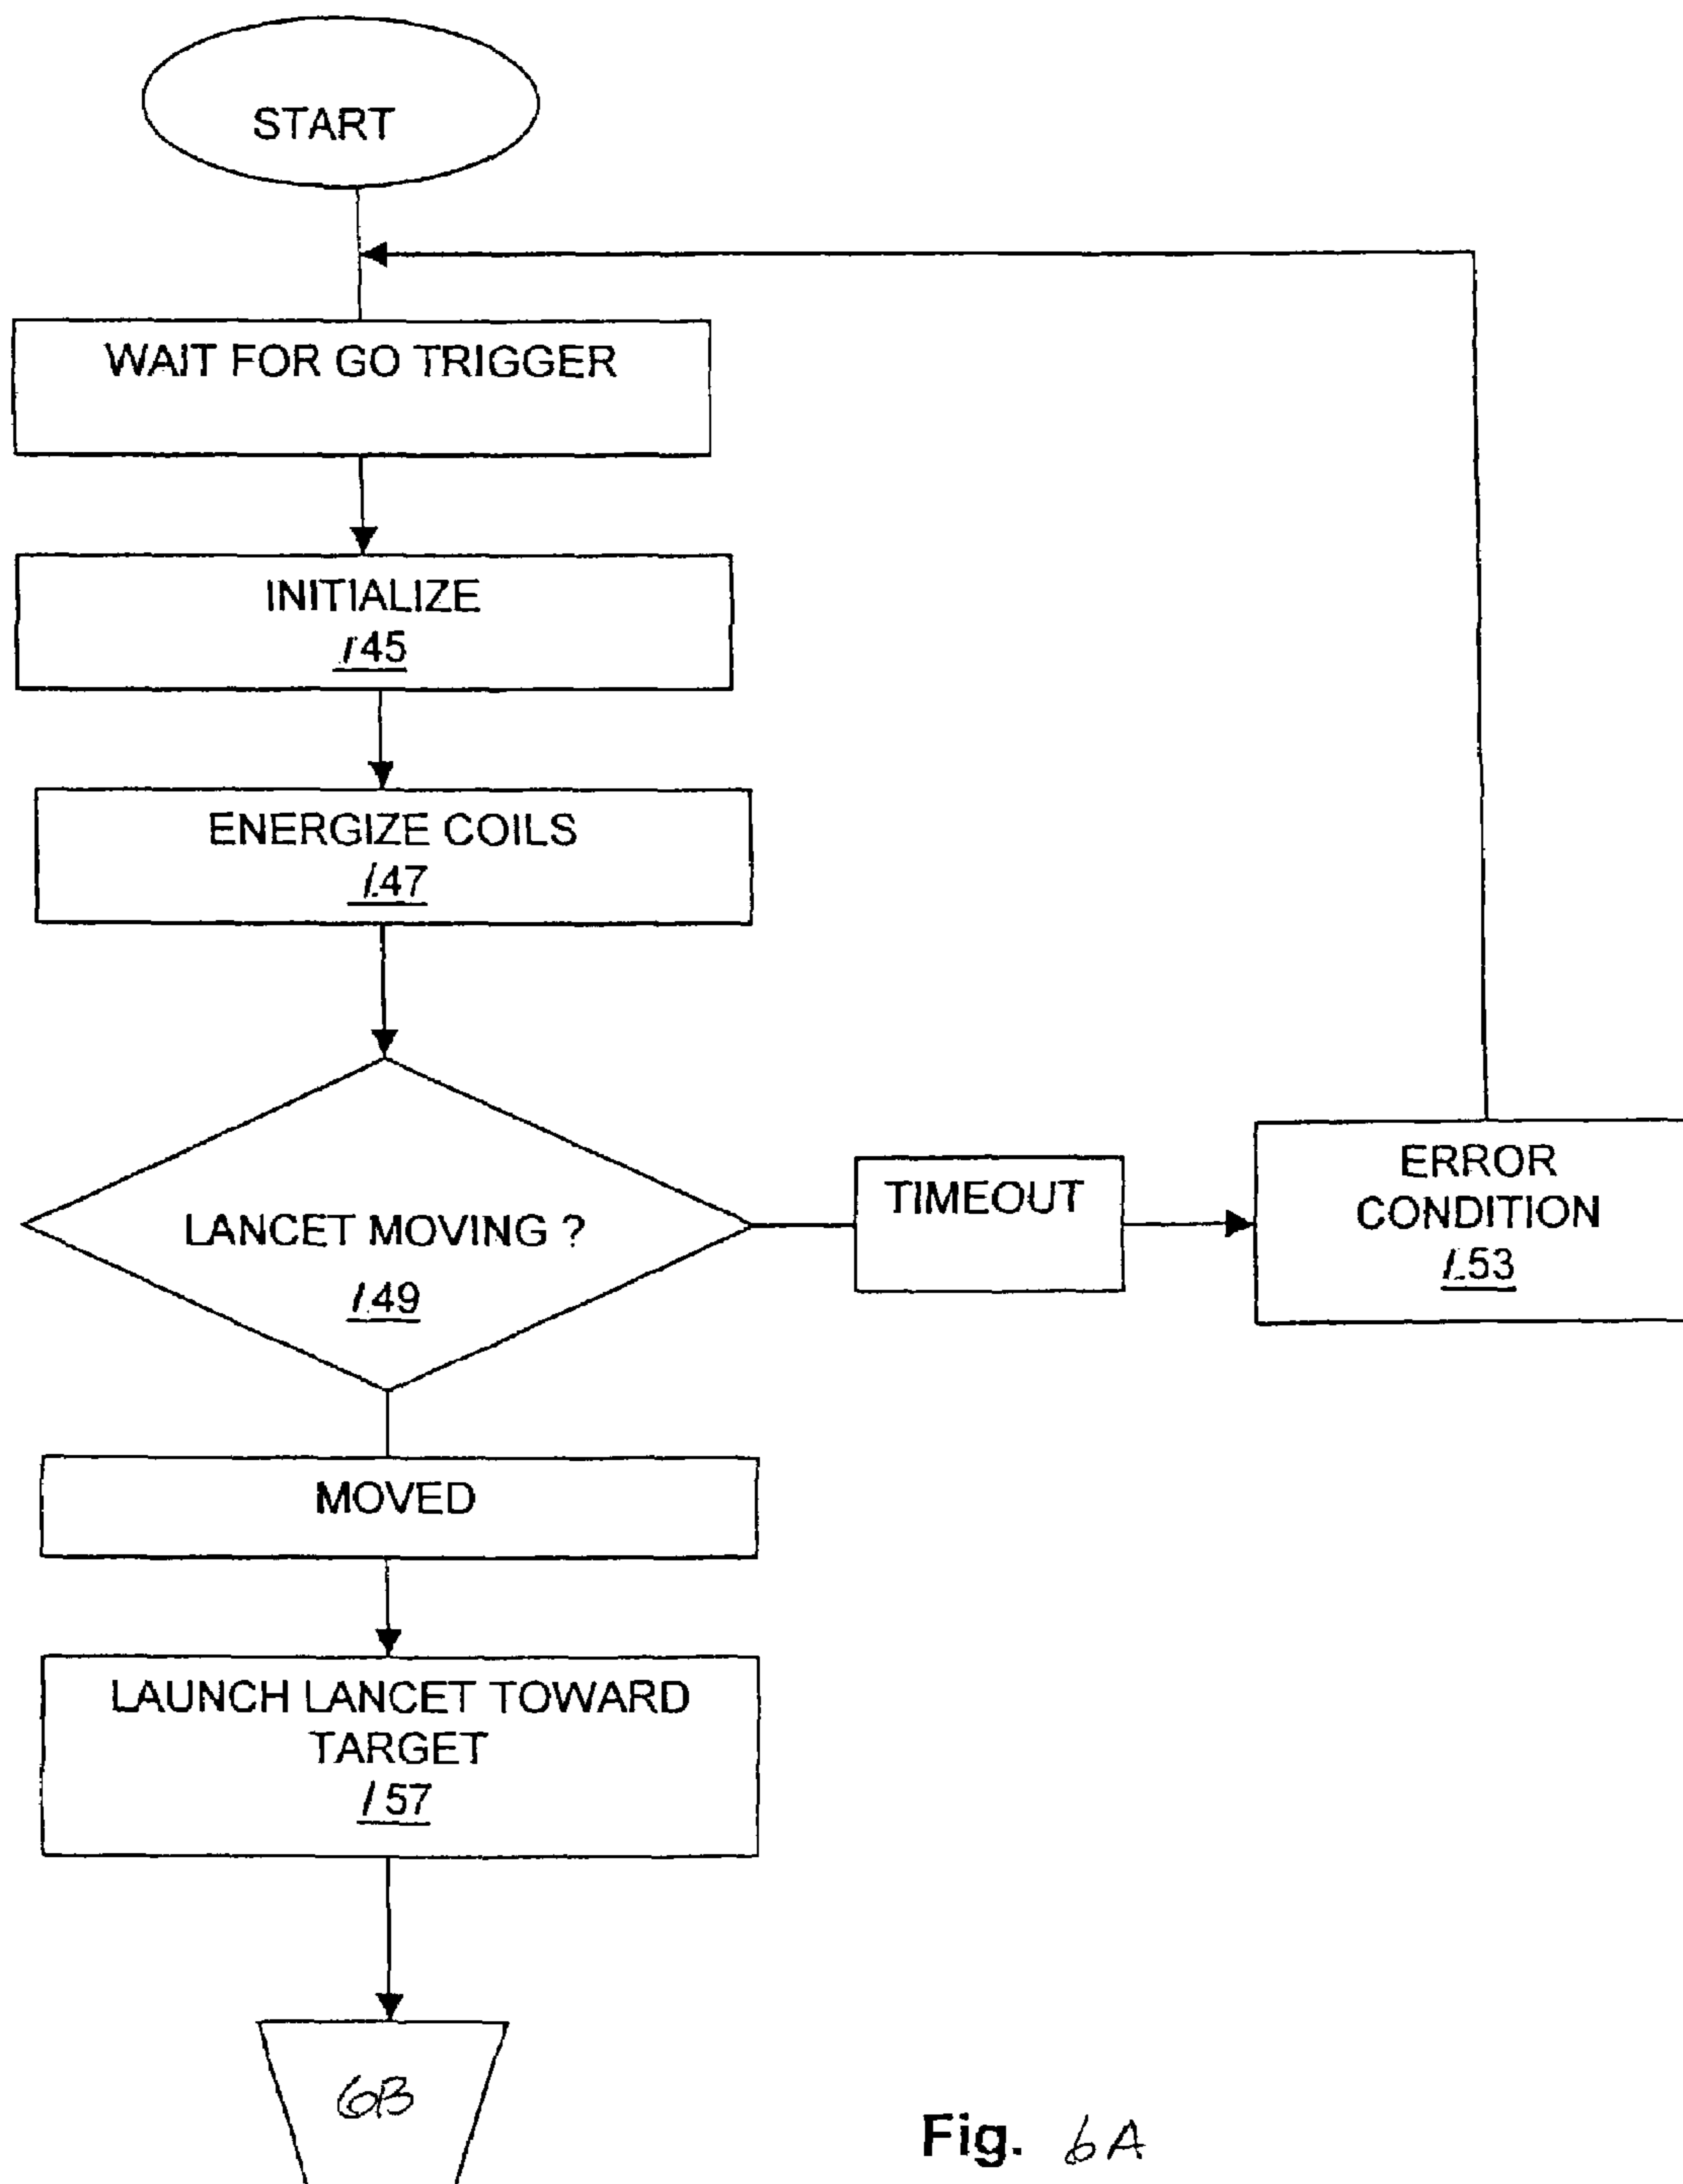 START
WAIT FOR GO TRIGGER
INITIALIZE
145
ENERGIZE COILS
147
LANCET MOVING ?
149
TIMEOUT
ERROR
CONDITION
153
MOVED
LAUNCH LANCET TOWARD
TARGET
157
6B
Fig. 6A